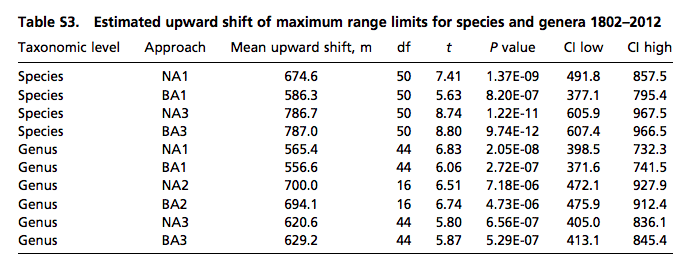 Table S3. Estimated upward shift of maximum range limits for species and genera 1802–2012
Taxonomic level Approach Mean upward shift, m df t P value CI low CI high
Species NA1 674.6 50 7.41 1.37E-09 491.8 857.5
Species BA1 586.3 50 5.63 8.20E-07 377.1 795.4
Species NA3 786.7 50 8.74 1.22E-11 605.9 967.5
Species BA3 787.0 50 8.80 9.74E-12 607.4 966.5
Genus NA1 565.4 44 6.83 2.05E-08 398.5 732.3
Genus BA1 556.6 44 6.06 2.72E-07 371.6 741.5
Genus NA2 700.0 16 6.51 7.18E-06 472.1 927.9
Genus BA2 694.1 16 6.74 4.73E-06 475.9 912.4
Genus NA3 620.6 44 5.80 6.56E-07 405.0 836.1
Genus BA3 629.2 44 5.87 5.29E-07 413.1 845.4